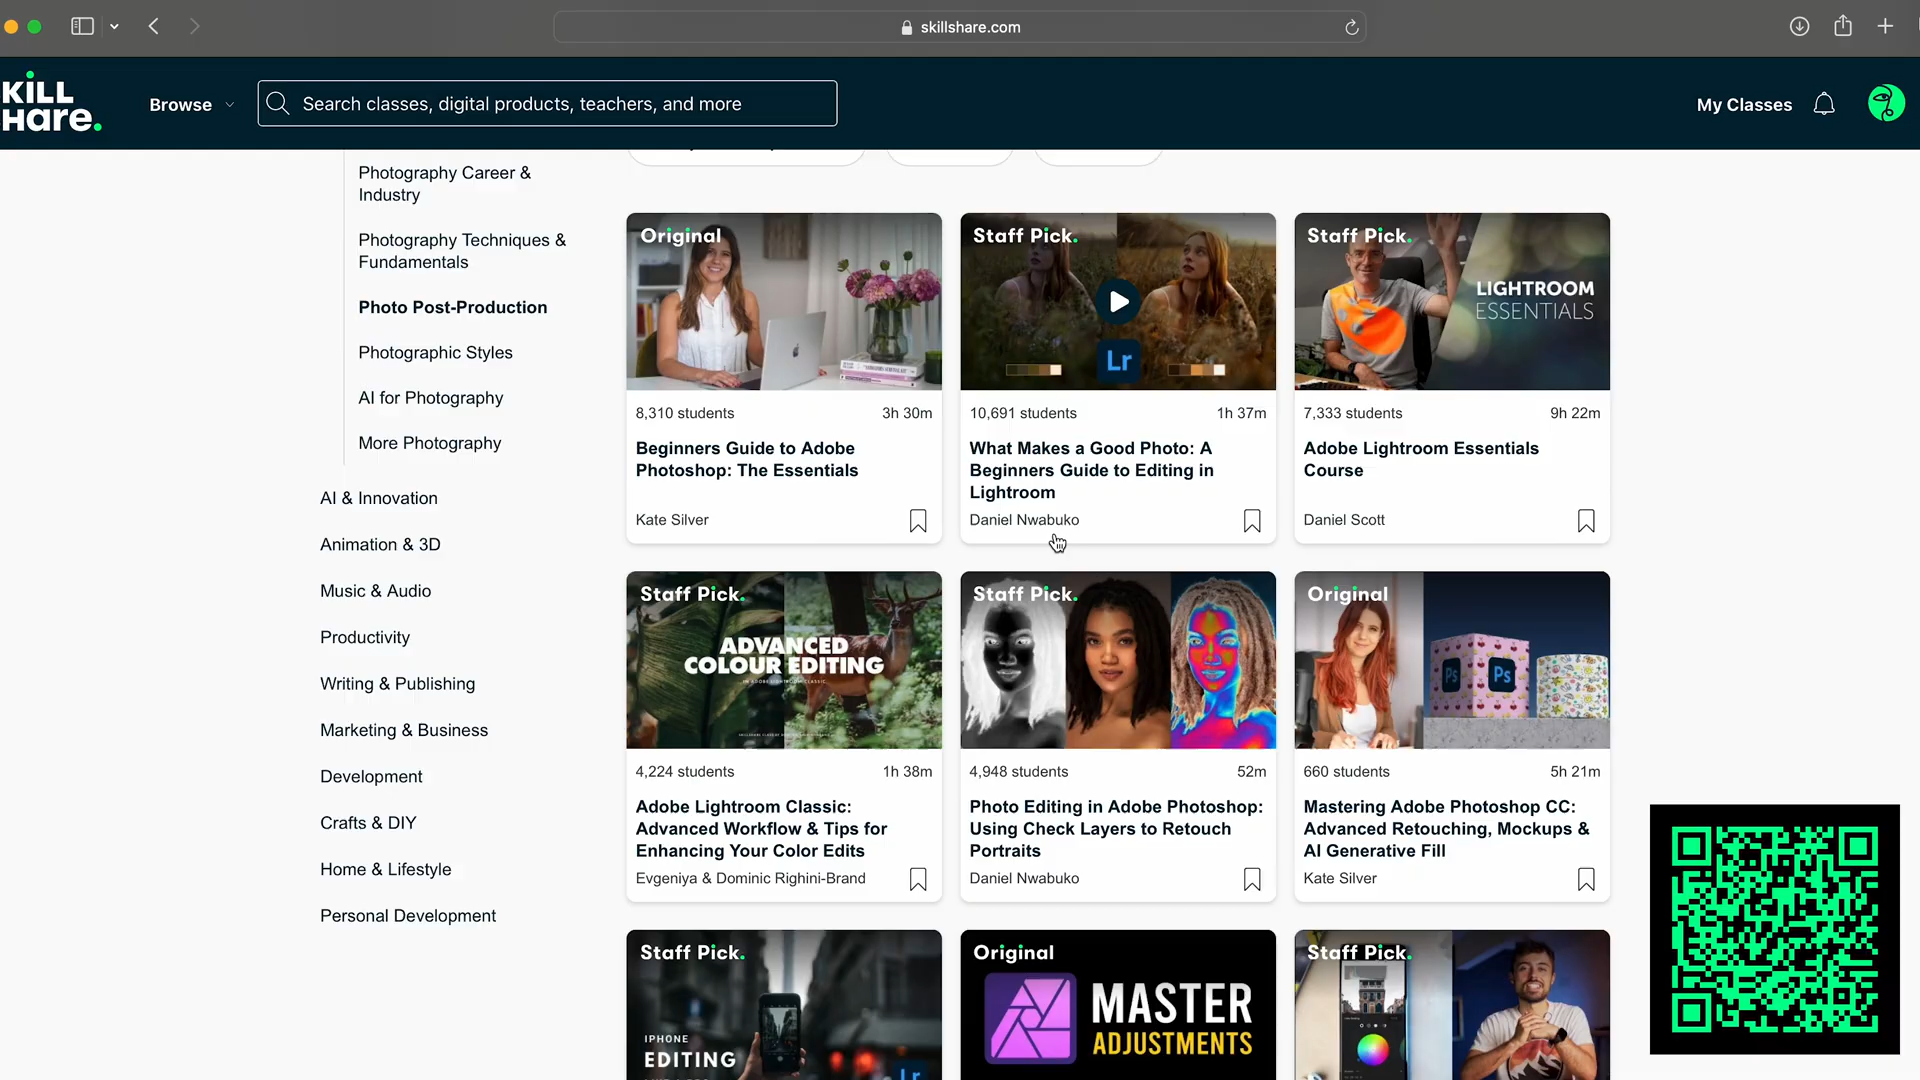 skillshare.com
KILL
Hare.
Browse
Search classes, digital products, teachers, and more
My Classes
Photography Career &
Industry
Photography Techniques &
Fundamentals
Photo Post-Production
Photographic Styles
AI for Photography
More Photography
AI & Innovation
Animation & 3D
Music & Audio
Productivity
Writing & Publishing
Marketing & Business
Development
Crafts & DIY
Home & Lifestyle
Personal Development
Original
8,310 students 3h 30m
Beginners Guide to Adobe
Photoshop: The Essentials
Kate Silver
Staff Pick.
Lr
10,691 students 1h 37m
What Makes a Good Photo: A
Beginners Guide to Editing in
Lightroom
Daniel Nwabuko
Staff Pick.
LIGHTROOM
ESSENTIALS
7,333 students 9h 22m
Adobe Lightroom Essentials
Course
Daniel Scott
Staff Pick.
ADVANCED
COLOUR EDITING
IN ADOBE LIGHTROOM CLASSIC
4,224 students 1h 38m
Adobe Lightroom Classic:
Advanced Workflow & Tips for
Enhancing Your Color Edits
Evgeniya & Dominic Righini-Brand
Staff Pick.
4,948 students 52m
Photo Editing in Adobe Photoshop:
Using Check Layers to Retouch
Portraits
Daniel Nwabuko
Original
Ps Ps
660 students 5h 21m
Mastering Adobe Photoshop CC:
Advanced Retouching, Mockups &
AI Generative Fill
Kate Silver
Staff Pick.
IPHONE
EDITING
Lr
Original
MASTER
ADJUSTMENTS
Staff Pick.